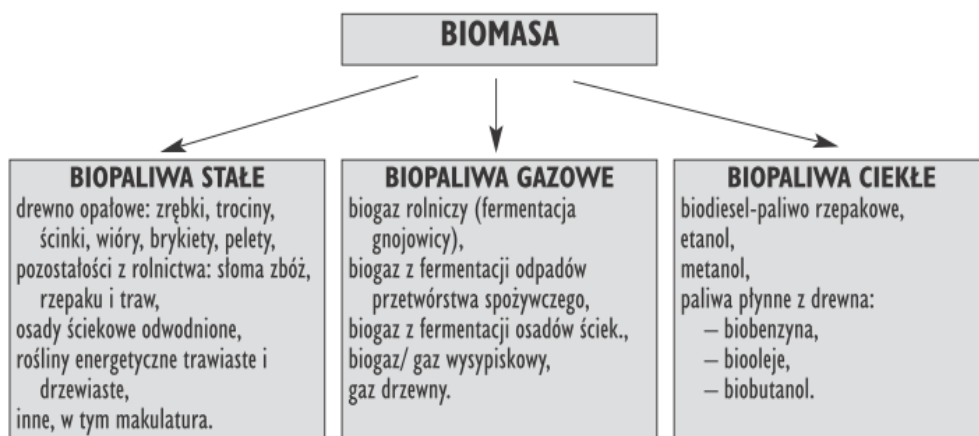 BIOMASA
BIOPALIWA STAŁE
drewno opałowe: zrębki, trociny,
ścinki, wióry, brykiety, pelety,
pozostałości z rolnictwa: słoma zbóż,
rzepaku i traw,
osady ściekowe odwodnione,
rośliny energetyczne trawiaste i
drzewiaste,
inne, w tym makulatura.
BIOPALIWA GAZOWE
biogaz rolniczy (fermentacja
gnojowicy),
biogaz z fermentacji odpadów
przetwórstwa spożywczego,
biogaz z fermentacji osadów ściek.,
biogaz/ gaz wysypiskowy,
gaz drzewny.
BIOPALIWA CIEKŁE
biodiesel-paliwo rzepakowe,
etanol,
metanol,
paliwa płynne z drewna:
– biobenzyna,
– biooleje,
– biobutanol.